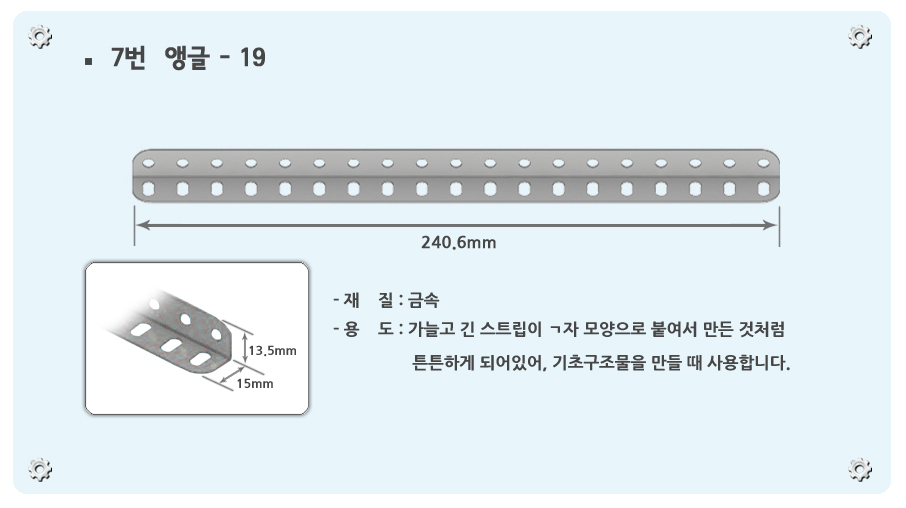 ▪ 7번 앵글 - 19
240.6mm
13.5mm
15mm
- 재 질 : 금속
- 용 도 : 가늘고 긴 스트립이 ㄱ자 모양으로 붙여서 만든 것처럼
튼튼하게 되어있어, 기초구조물을 만들 때 사용합니다.